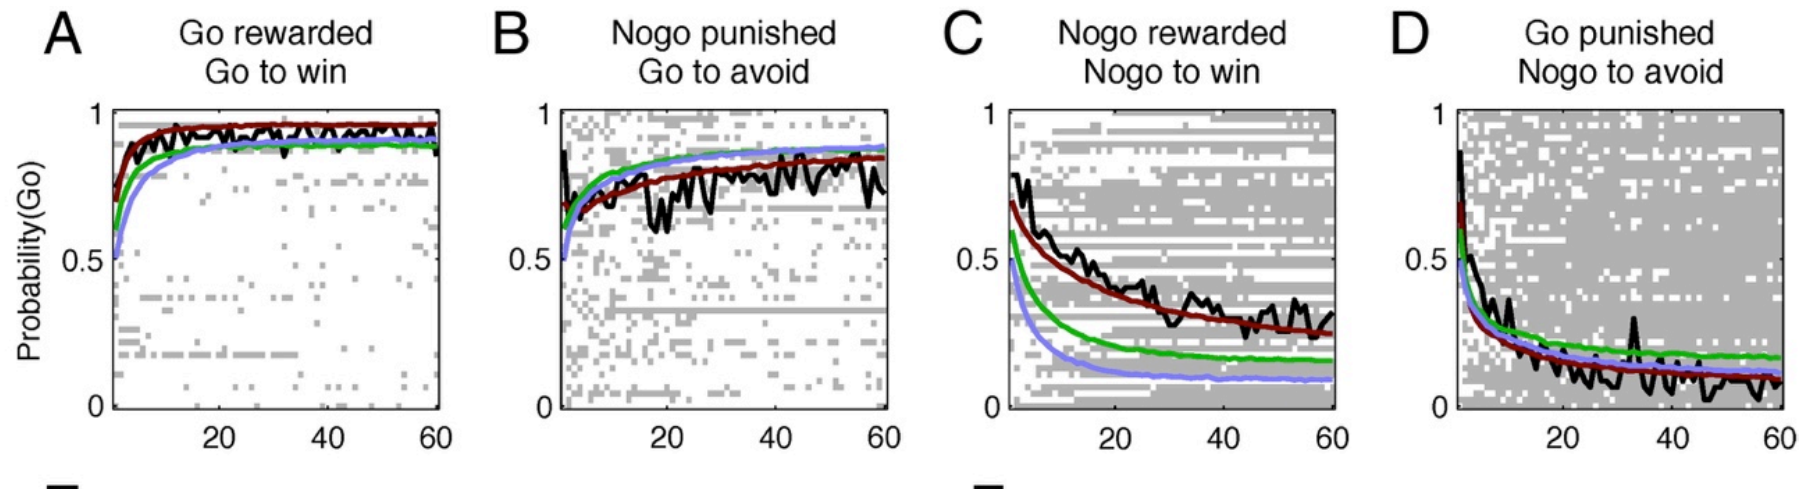 A
Go rewarded
Go to win
B
Nogo punished
Go to avoid
C
Nogo rewarded
Nogo to win
D
Go punished
Nogo to avoid
Probability(Go)
1
0.5
0
20 40 60
1
0.5
0
20 40 60
1
0.5
0
20 40 60
1
0.5
0
20 40 60